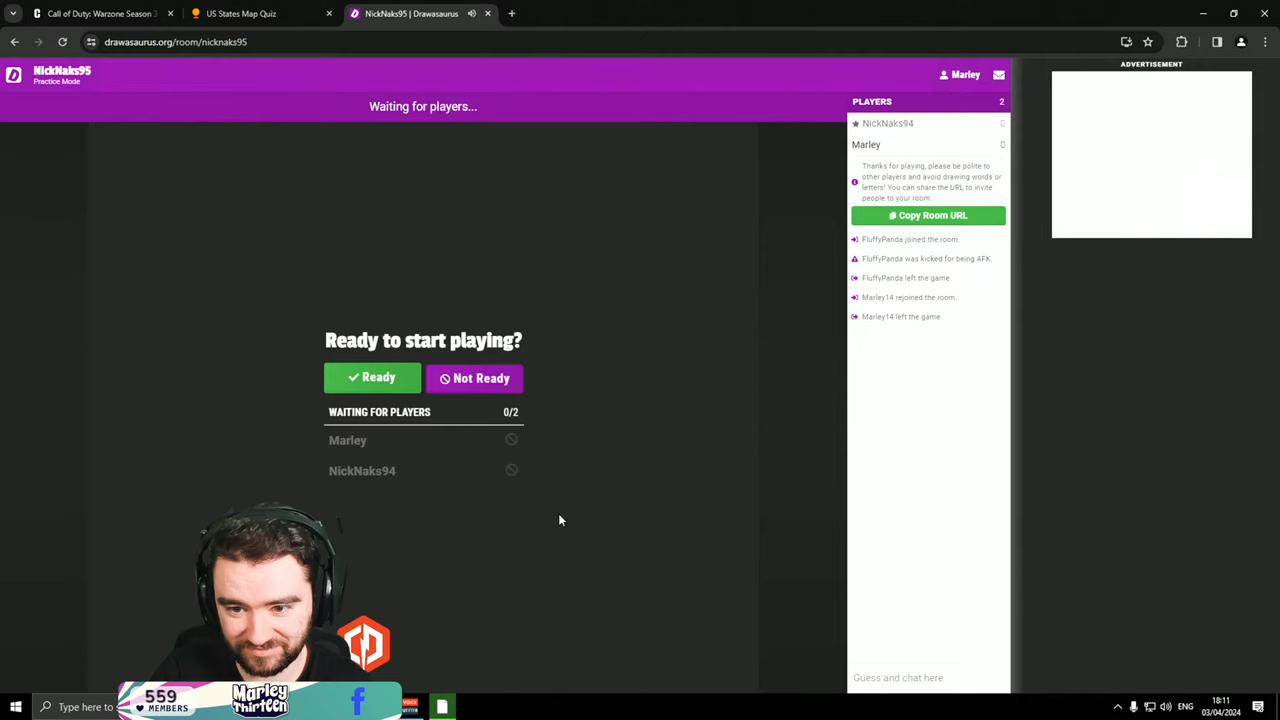 Call of Duty: Warzone Season 3
US States Map Quiz
NickNaks95 | Drawasaurus
drawasaurus.org/room/nicknaks95
NickNaks95
Practice Mode
Marley
Waiting for players...
PLAYERS 2
NickNaks94 0
Marley 0
Thanks for playing, please be polite to
other players and avoid drawing words or
letters! You can share the URL to invite
people to your room.
Copy Room URL
FluffyPanda joined the room.
FluffyPanda was kicked for being AFK.
FluffyPanda left the game.
Marley14 rejoined the room.
Marley14 left the game.
Guess and chat here
ADVERTISEMENT
Ready to start playing?
Ready Not Ready
WAITING FOR PLAYERS 0/2
Marley
NickNaks94
559
MEMBERS
Marley
Thirteen
Type here to
ENG
18:11
03/04/2024